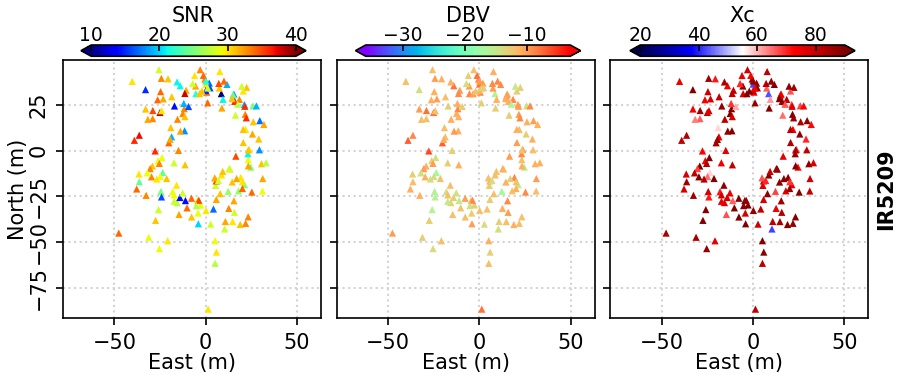 SNR DBV Xc
10 20 30 40 −30 −20 −10 20 40 60 80
25
0
−25
−50
−75
North (m)
IR5209
−50 0 50 −50 0 50 −50 0 50
East (m) East (m) East (m)